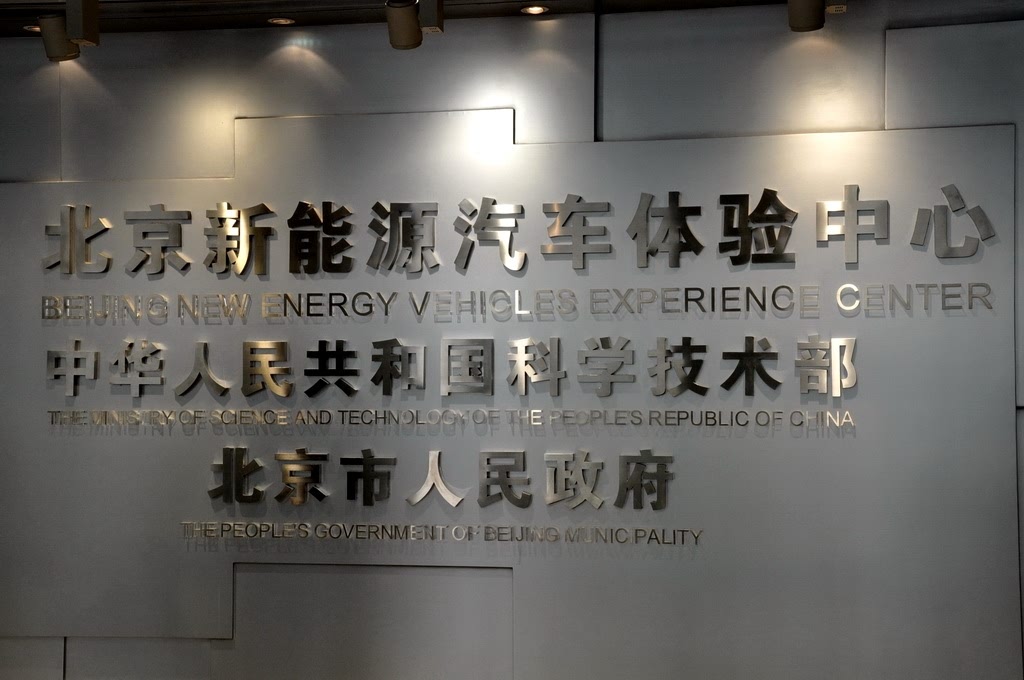 北京新能源汽车体验中心
BEIJING NEW ENERGY VEHICLES EXPERIENCE CENTER
中华人民共和国科学技术部
THE MINISTRY OF SCIENCE AND TECHNOLOGY OF THE PEOPLE'S REPUBLIC OF CHINA
北京市人民政府
THE PEOPLE'S GOVERNMENT OF BEIJING MUNIC PALITY